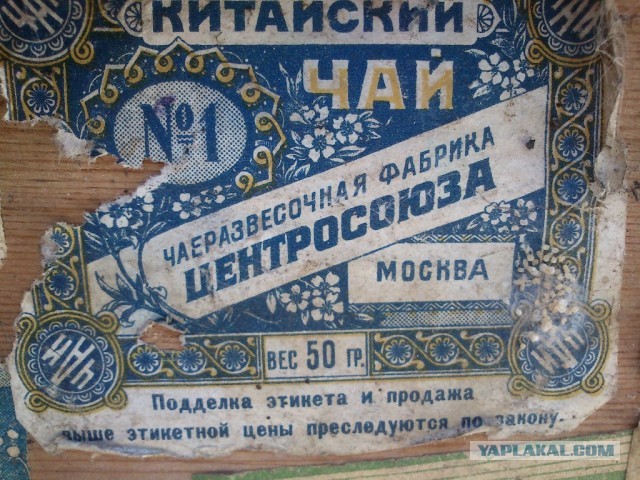 КИТАЙСКИЙ
ЧАЙ
№1
ЧАЕРАЗВЕСОЧНАЯ ФАБРИКА
ЦЕНТРОСОЮЗА
МОСКВА
ВЕС 50 ГР.
Подделка этикета и продажа
выше этикетной цены преследуются по закону.
YAPLAKAL.COM